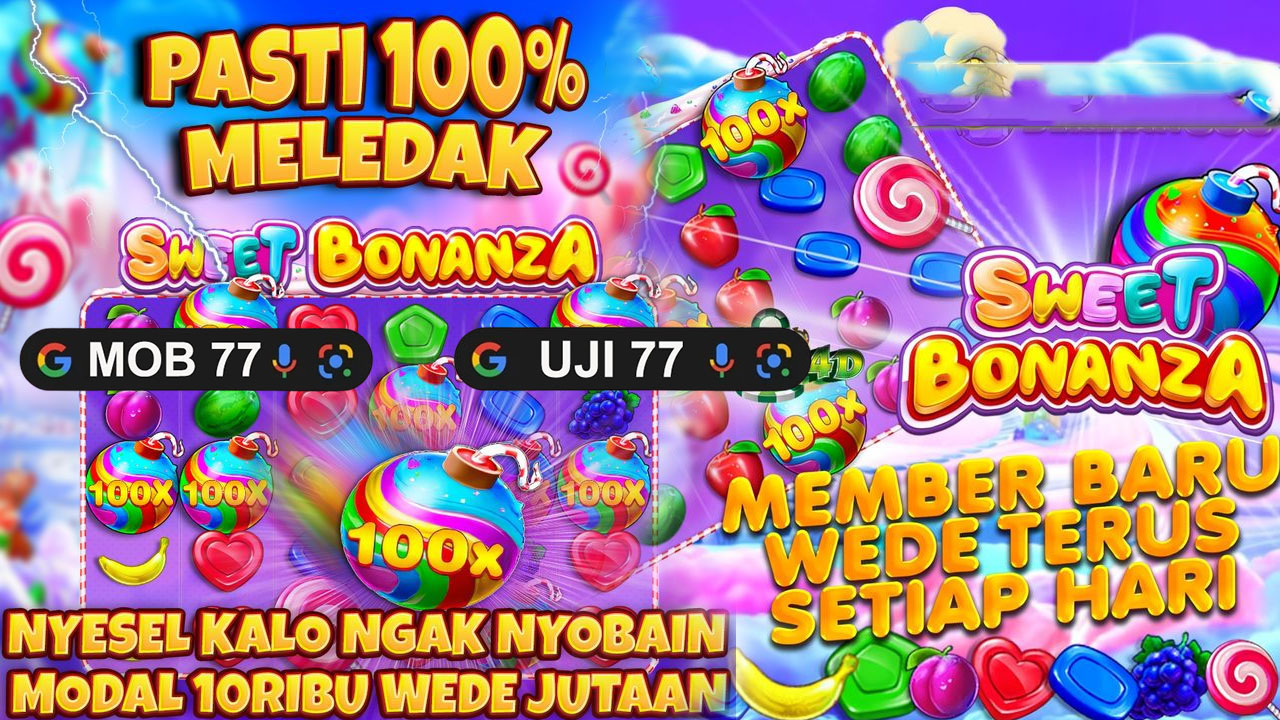 PASTI 100%
MELEDAK
SWEET BONANZA
MOB 77
UJI 77
100X
100X
100X
100X
100X
NYESEL KALO NGAK NYOBAIN
MODAL 10RIBU WEDE JUTAAN
100X
4D
100X
SWEET
BONANZA
MEMBER BARU
WEDE TERUS
SETIAP HARI